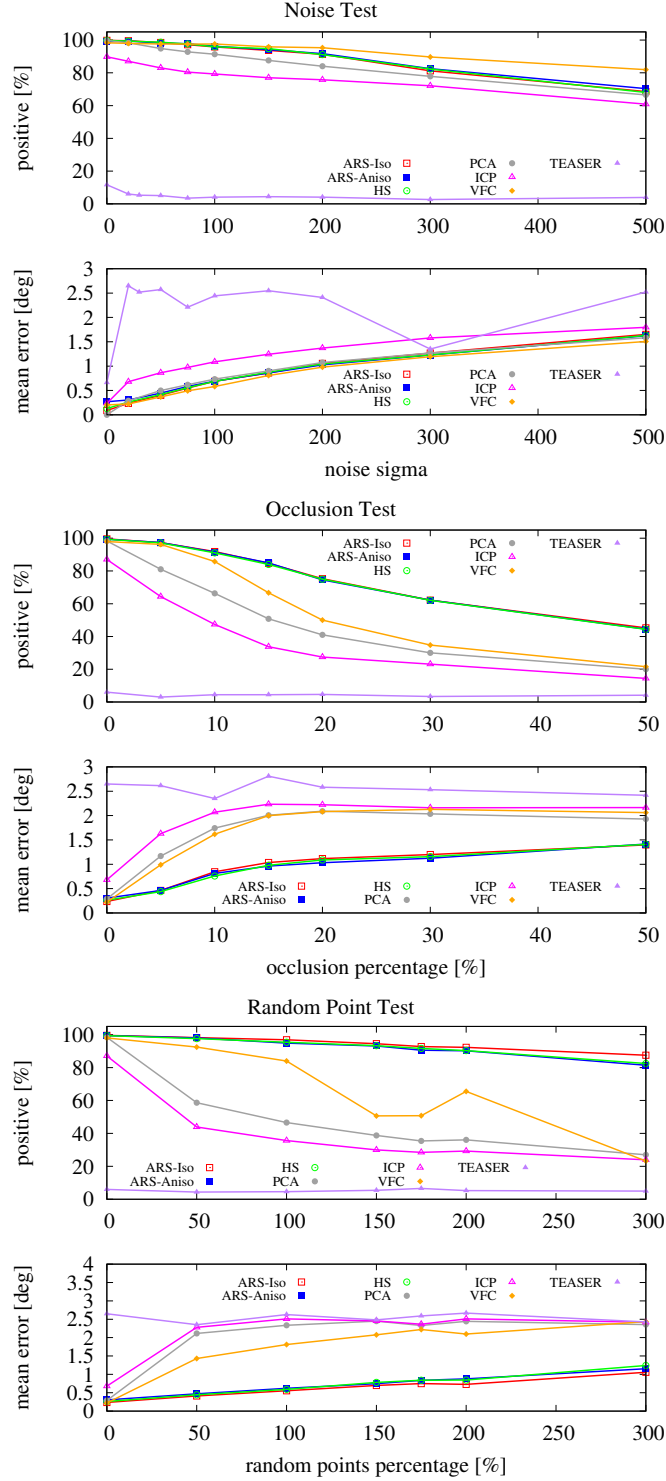 Noise Test
positive [%]
100
80
60
40
20
0
ARS-Iso
ARS-Aniso
HS
PCA
ICP
VFC
TEASER
0 100 200 300 400 500
mean error [deg]
3
2.5
2
1.5
1
0.5
0
ARS-Iso
ARS-Aniso
HS
PCA
ICP
VFC
TEASER
0 100 200 300 400 500
noise sigma
Occlusion Test
positive [%]
100
80
60
40
20
0
ARS-Iso
ARS-Aniso
HS
PCA
ICP
VFC
TEASER
0 10 20 30 40 50
mean error [deg]
3
2.5
2
1.5
1
0.5
0
ARS-Iso
ARS-Aniso
HS
PCA
ICP
VFC
TEASER
0 10 20 30 40 50
occlusion percentage [%]
Random Point Test
positive [%]
100
80
60
40
20
0
ARS-Iso
ARS-Aniso
HS
PCA
ICP
VFC
TEASER
0 50 100 150 200 250 300
mean error [deg]
4
3.5
3
2.5
2
1.5
1
0.5
0
ARS-Iso
ARS-Aniso
HS
PCA
ICP
VFC
TEASER
0 50 100 150 200 250 300
random points percentage [%]